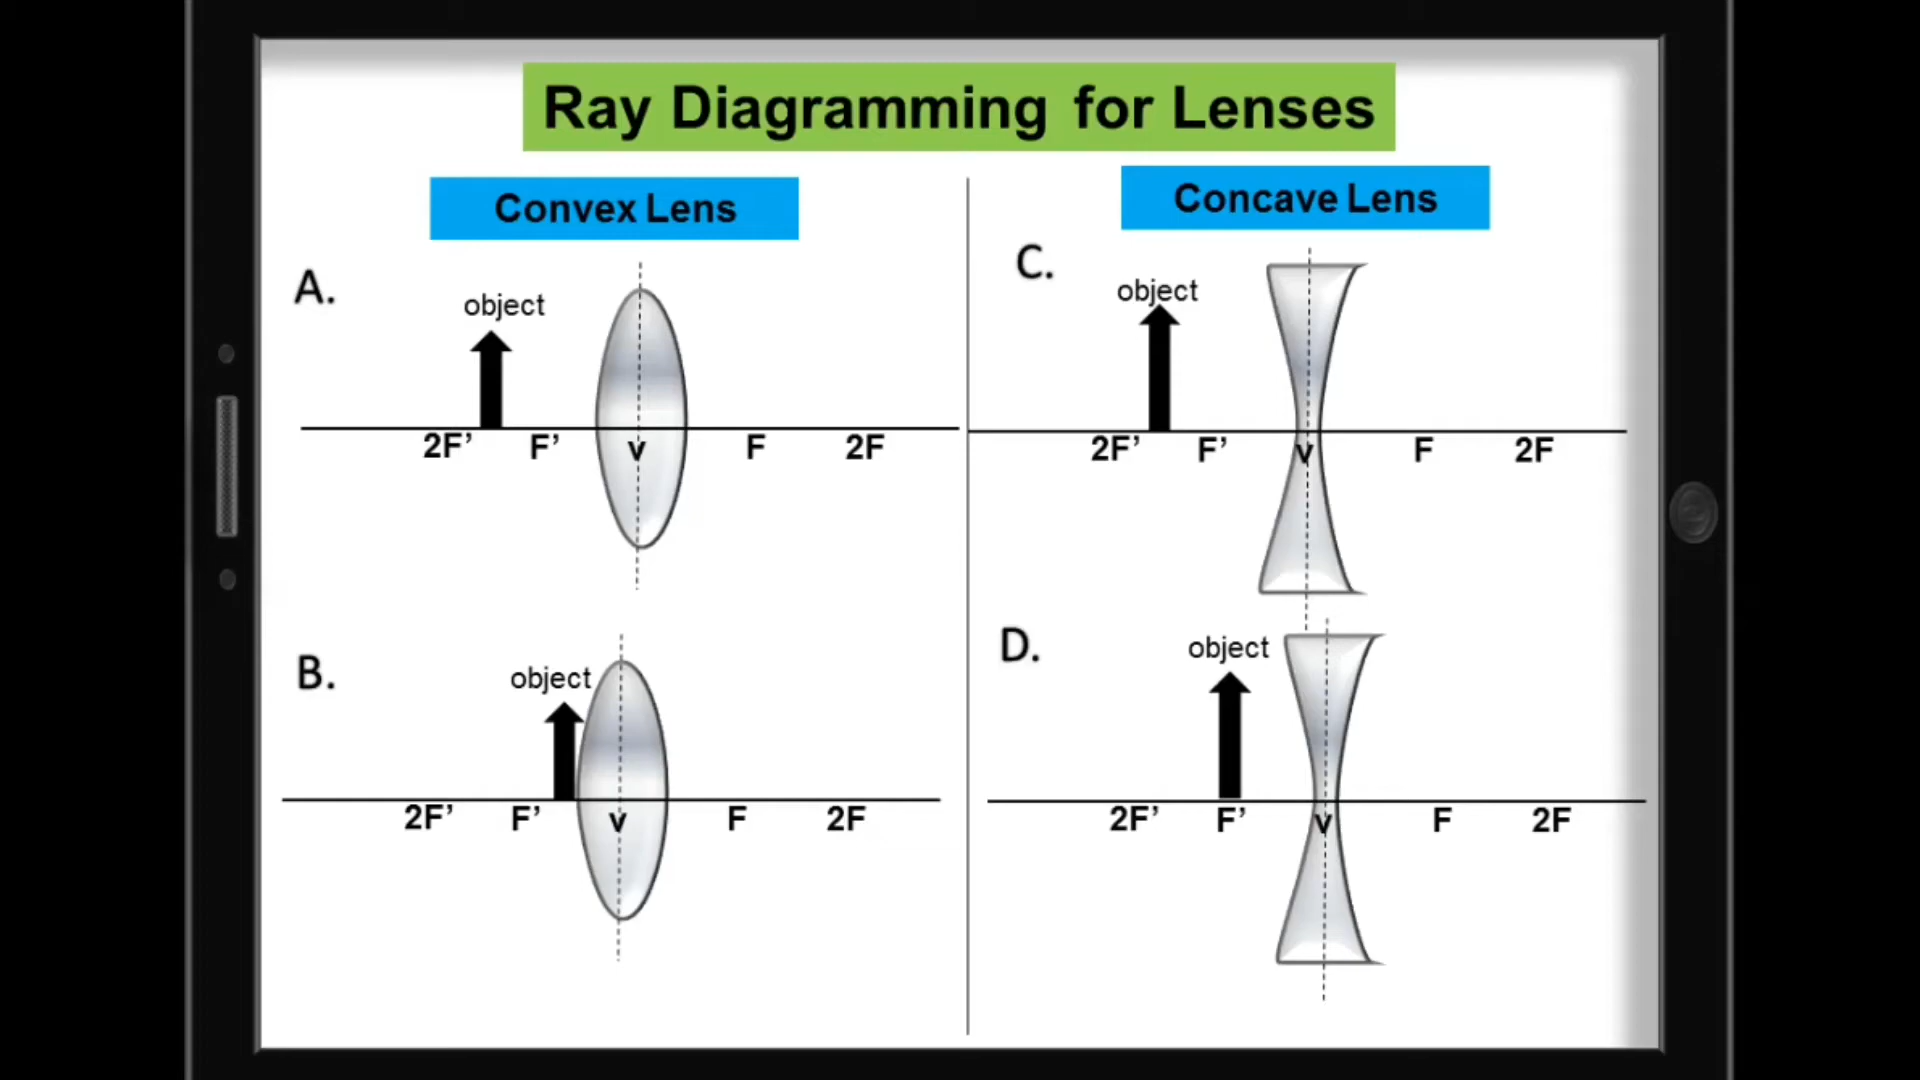 Ray Diagramming for Lenses
Convex Lens
A.
object
2F’ F’ V F 2F
B.
object
2F’ F’ V F 2F
Concave Lens
C.
object
2F’ F’ V F 2F
D.
object
2F’ F’ V F 2F